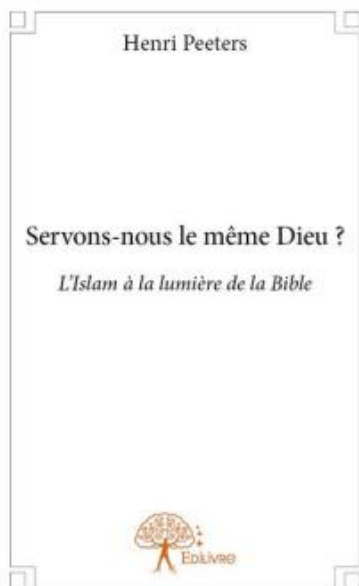 Henri Peeters
Servons-nous le même Dieu ?
L'Islam à la lumière de la Bible
EDILIVRE